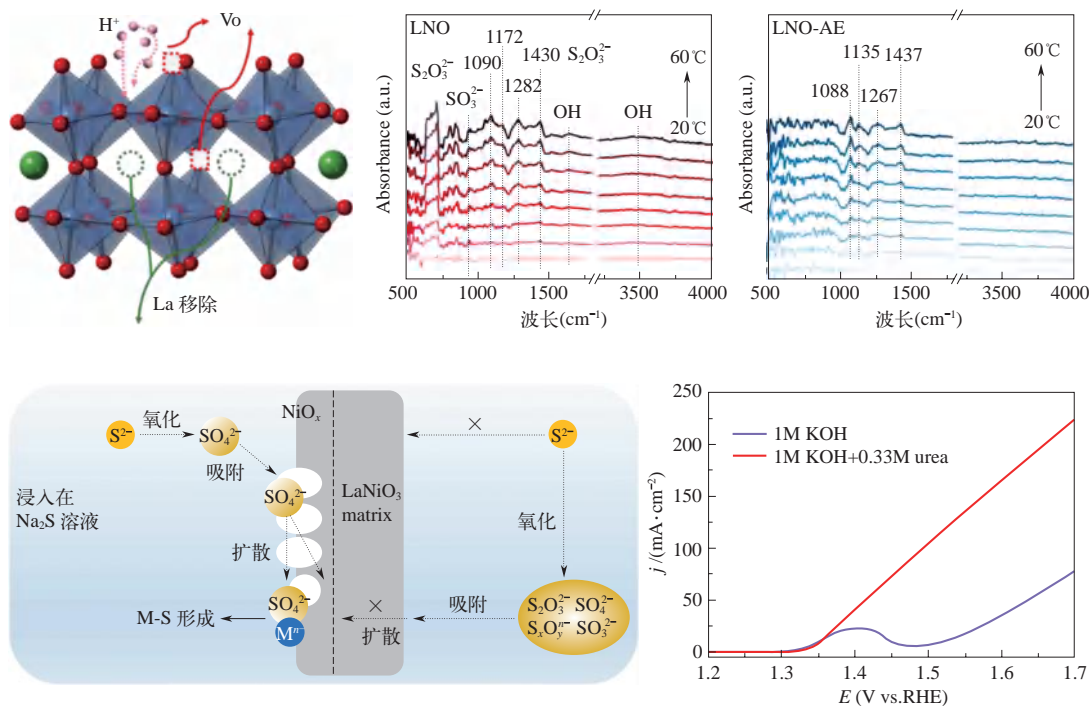 H⁺
Vo
La 移除
LNO
S₂O₃²⁻
SO₃²⁻
1090
1172
1282
1430
S₂O₃²⁻
OH
OH
60℃
20℃
Absorbance (a.u.)
500
1000
1500
4000
波长(cm⁻¹)
LNO-AE
1088
1135
1267
1437
60℃
20℃
Absorbance (a.u.)
500
1000
1500
4000
波长(cm⁻¹)
浸入在
Na₂S 溶液
S²⁻
氧化
SO₄²⁻
吸附
SO₄²⁻
扩散
SO₄²⁻
M-S 形成
NiOₓ
LaNiO₃
matrix
×
S²⁻
氧化
S₂O₃²⁻ SO₄²⁻
SₓO_yⁿ⁻ SO₃²⁻
吸附
×
扩散
250
200
150
100
50
0
j /(mA·cm⁻²)
1M KOH
1M KOH+0.33M urea
1.2
1.3
1.4
1.5
1.6
1.7
E (V vs.RHE)